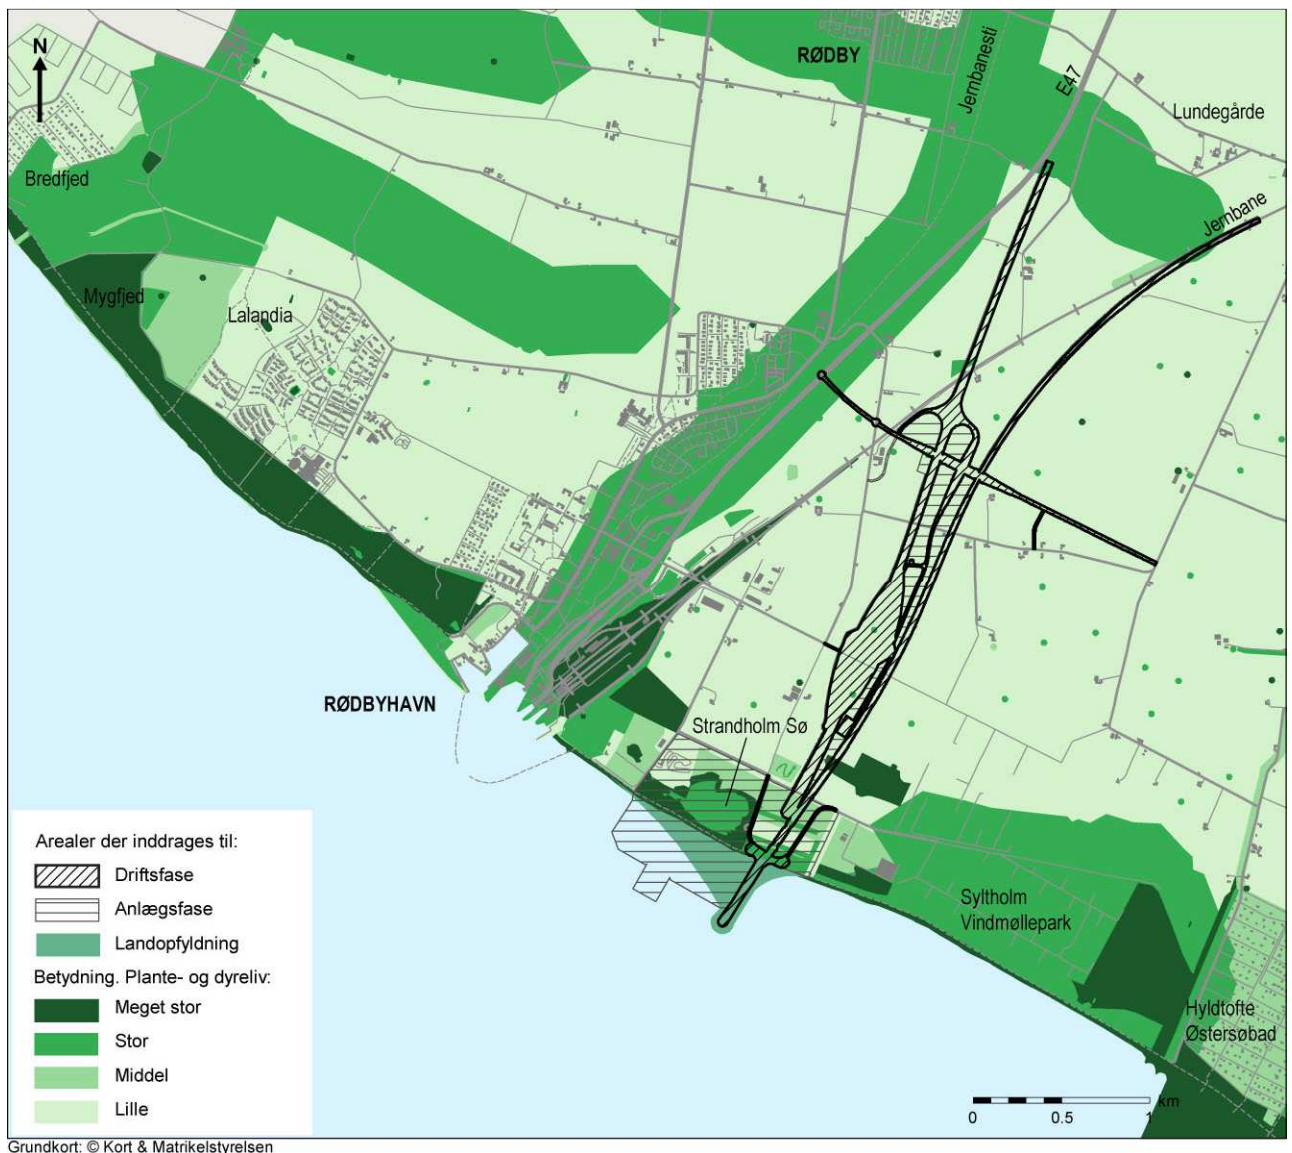 N
RØDBY
Jernbanesti
E47
Lundegårde
Bredfjed
Jernbane
Mygfjed
Lalandia
RØDBYHAVN
Strandholm Sø
Syltholm
Vindmøllepark
Hyldtofte
Østersøbad
Arealer der inddrages til:
Driftsfase
Anlægsfase
Landopfyldning
Betydning. Plante- og dyreliv:
Meget stor
Stor
Middel
Lille
km
0 0.5 1
Grundkort: © Kort & Matrikelstyrelsen